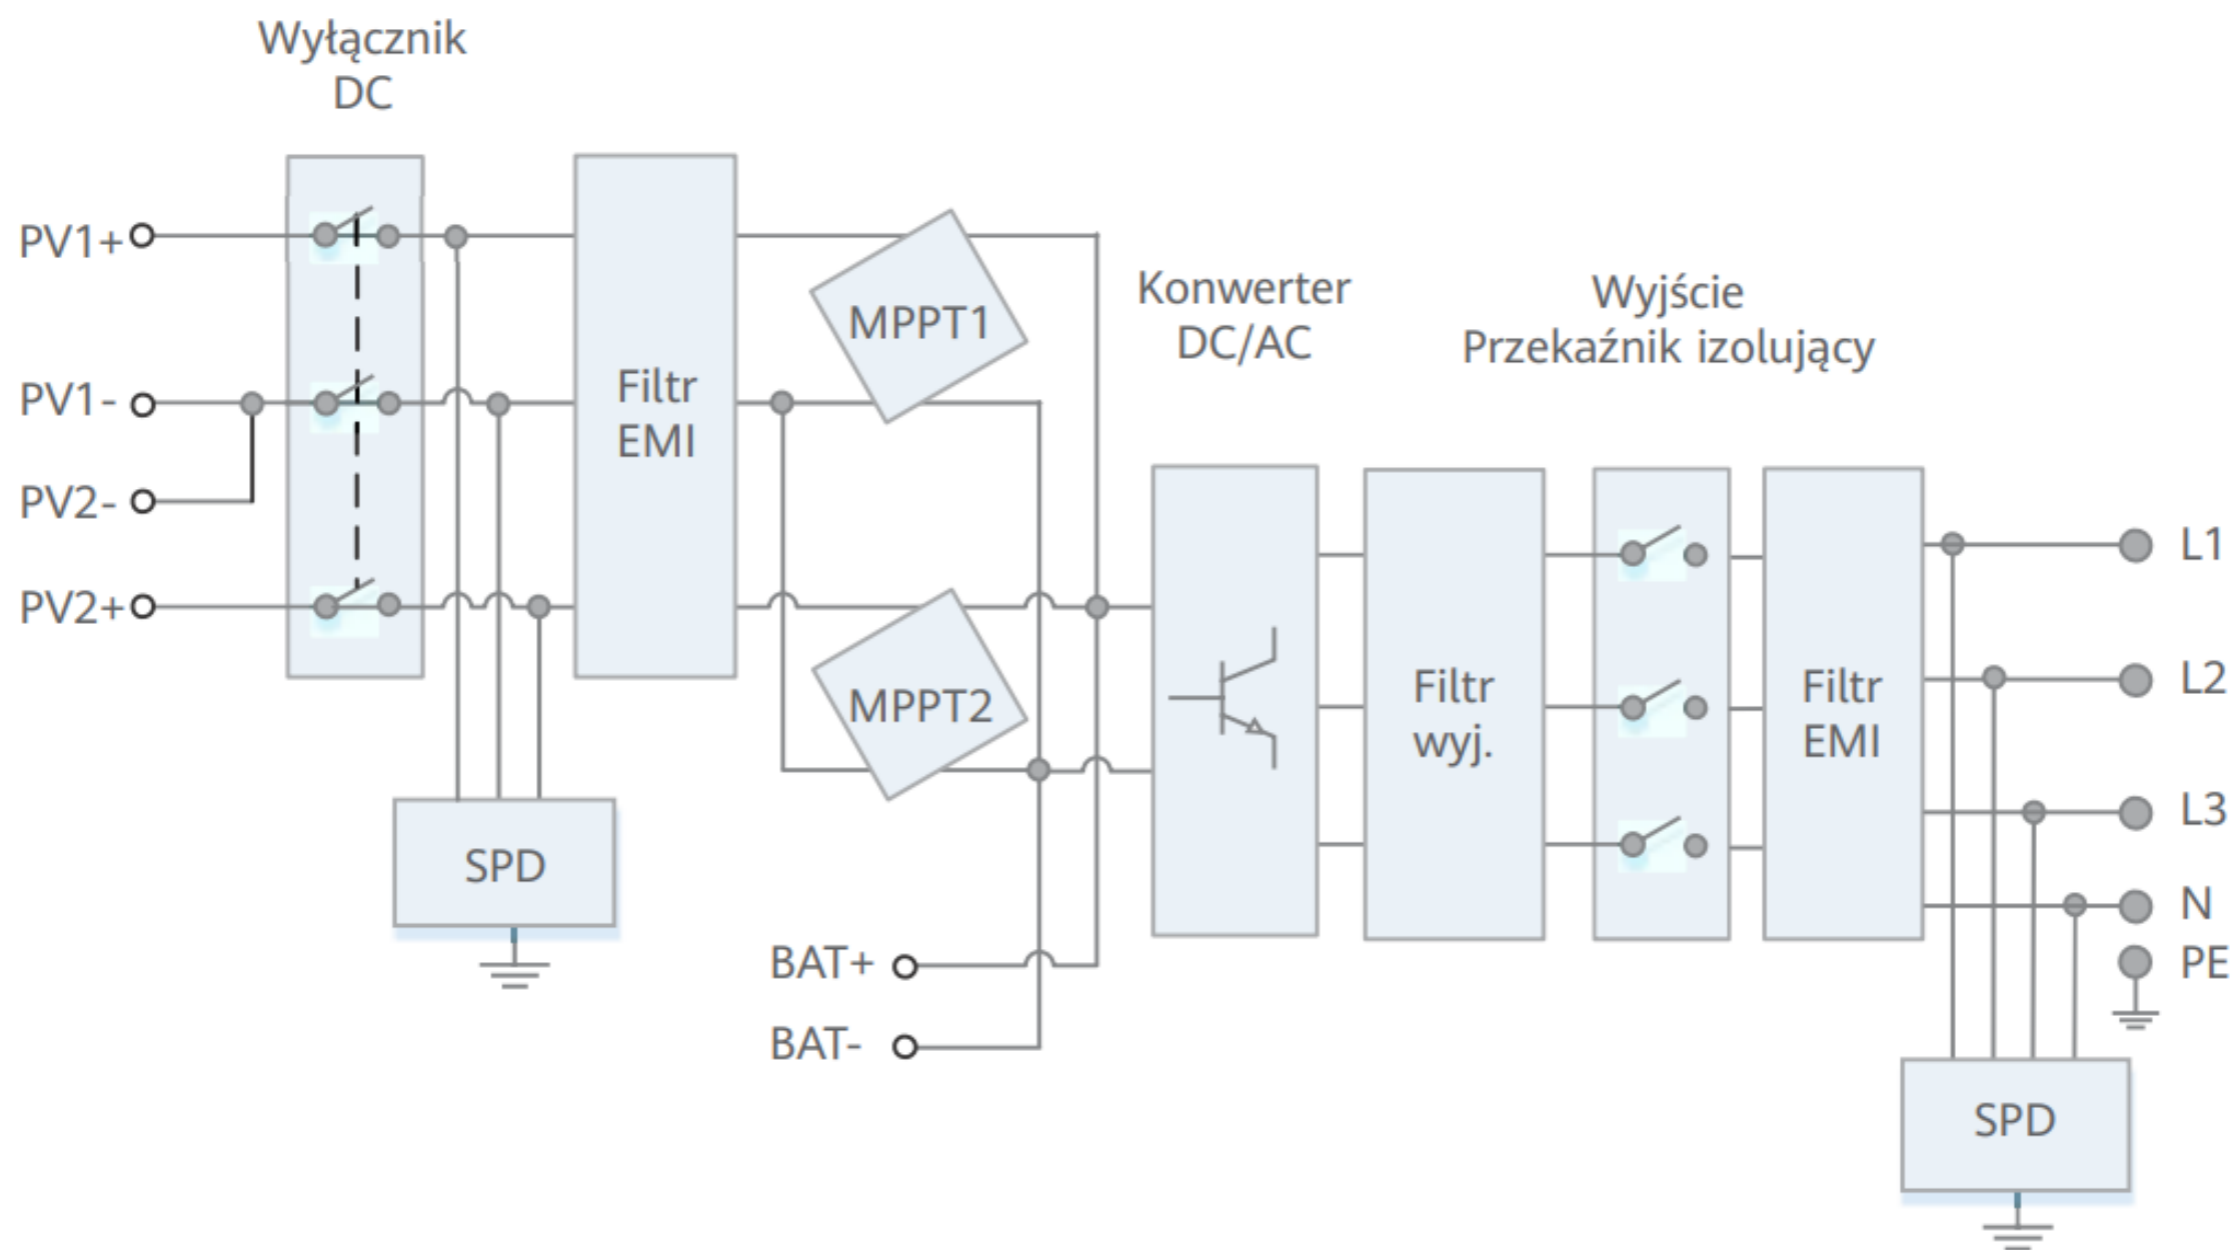 Wyłącznik
DC
PV1+
PV1-
PV2-
PV2+
Filtr
EMI
SPD
MPPT1
MPPT2
BAT+
BAT-
Konwerter
DC/AC
Filtr
wyj.
Wyjście
Przekaźnik izolujący
Filtr
EMI
L1
L2
L3
N
PE
SPD